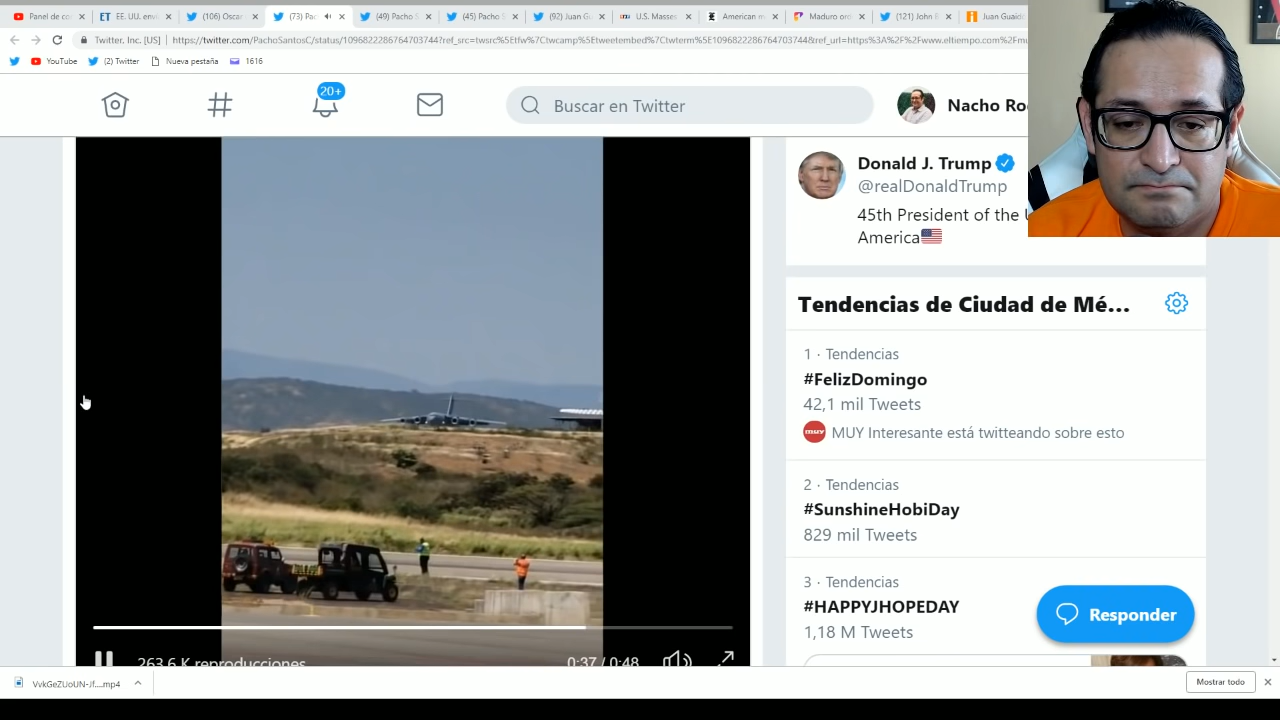 Panel de co
EE. UU. env
(106) Oscar
(73) Pac
(49) Pacho S
(45) Pacho S
(92) Juan Gu
U.S. Masses
American m
Maduro oro
(121) John B
Juan Guaid
Twitter, Inc. [US]
https://twitter.com/PachoSantosC/status/1096822286764703744?ref_src=twsrc%5Etfw%7Ctwcamp%5Etweetembed%7Ctwterm%5E1096822286764703744&ref_url=https%3A%2F%2Fwww.eltiempo.com%2Fmu
YouTube
(2) Twitter
Nueva pestaña
1616
20+
Buscar en Twitter
Nacho Ro
Donald J. Trump
@realDonaldTrump
45th President of the U
America
Tendencias de Ciudad de Mé...
1 · Tendencias
#FelizDomingo
42,1 mil Tweets
MUY Interesante está twitteando sobre esto
2 · Tendencias
#SunshineHobiDay
829 mil Tweets
3 · Tendencias
#HAPPYJHOPEDAY
1,18 M Tweets
Responder
263,6 K reproducciones
0:37 / 0:48
VvkGeZUoUN-Jf....mp4
Mostrar todo